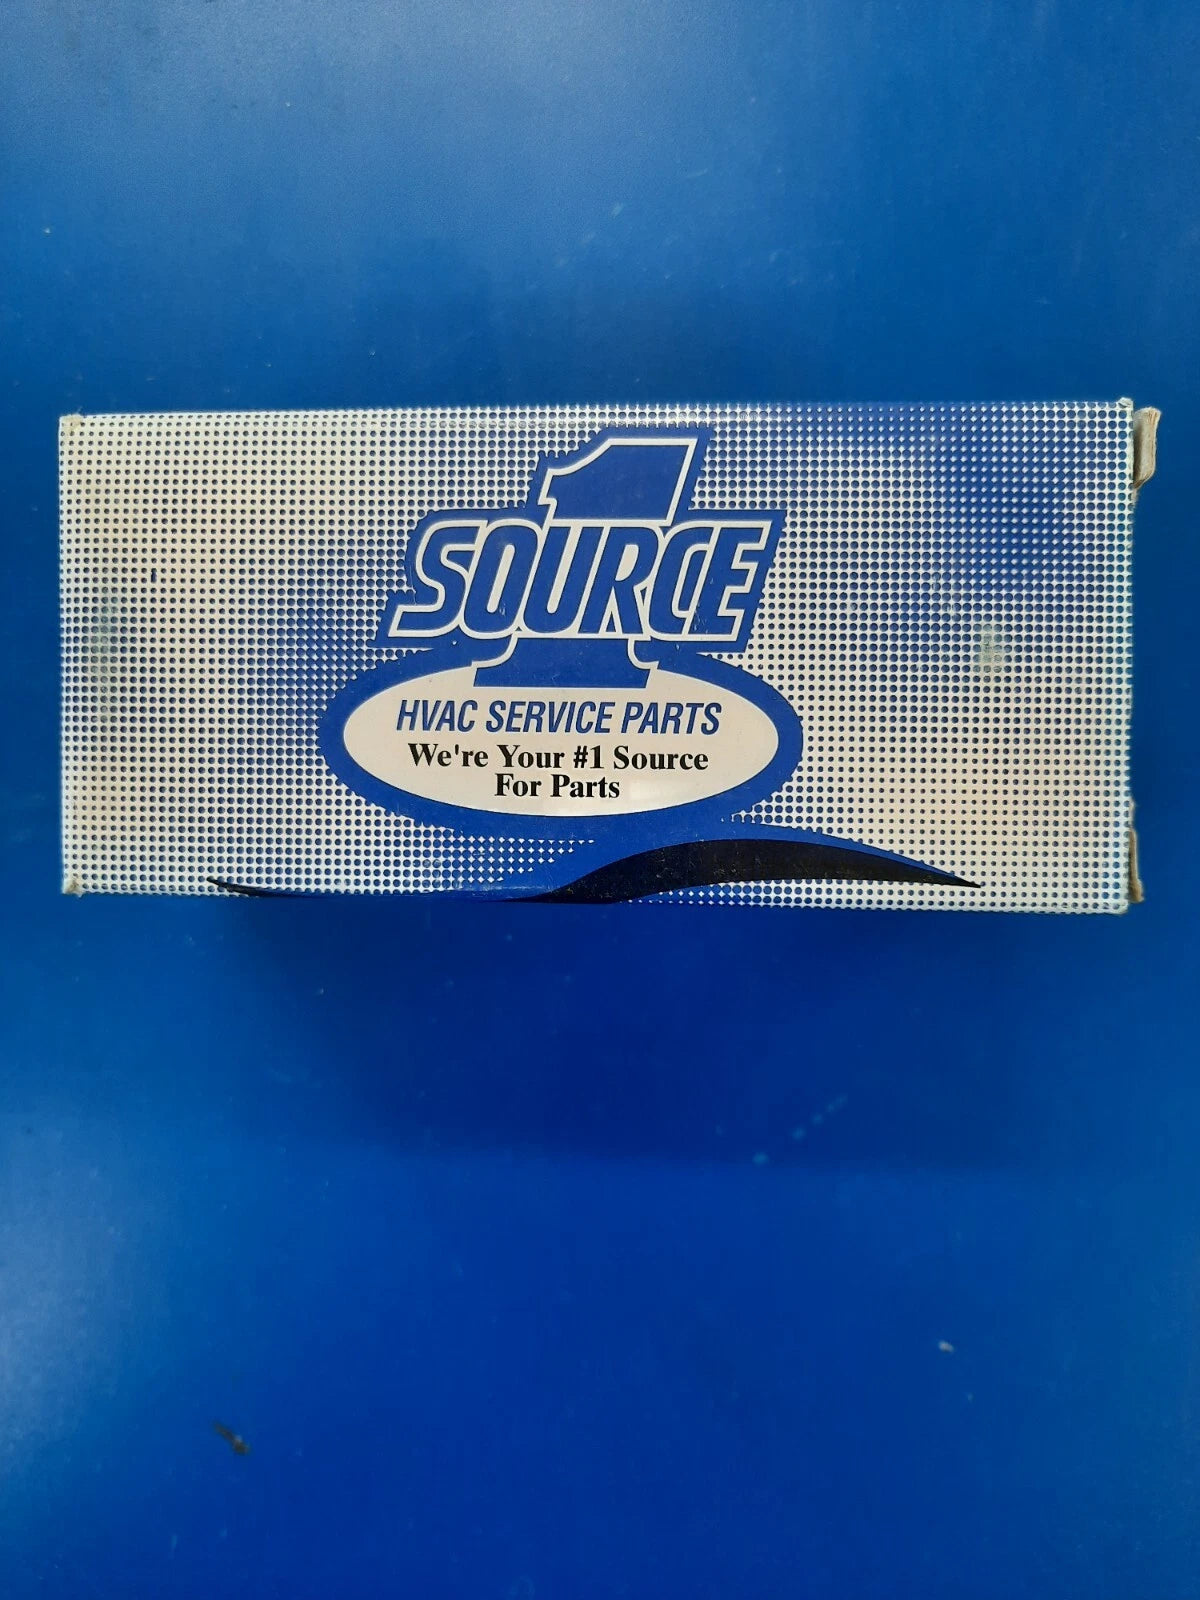 1
SOURCE
HVAC SERVICE PARTS
We're Your #1 Source
For Parts